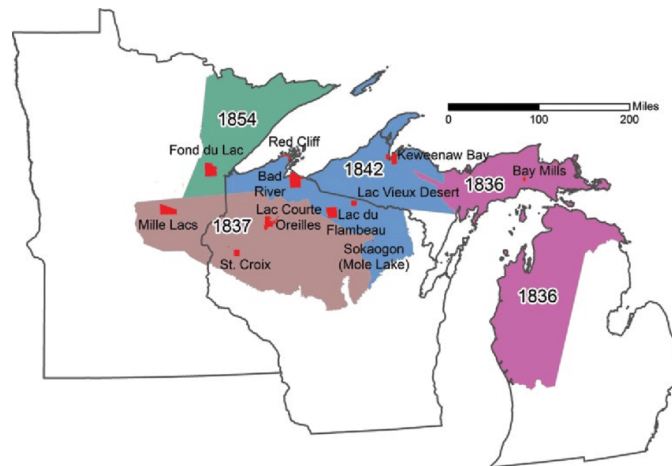 1854
Fond du Lac
Red Cliff
0 100 200
Miles
Keweenaw Bay
1842
Bad
River
Lac Vieux Desert
1836
Bay Mills
Mille Lacs
1837
Lac Courte
Oreilles
Lac du
Flambeau
St. Croix
Sokaogon
(Mole Lake)
1836